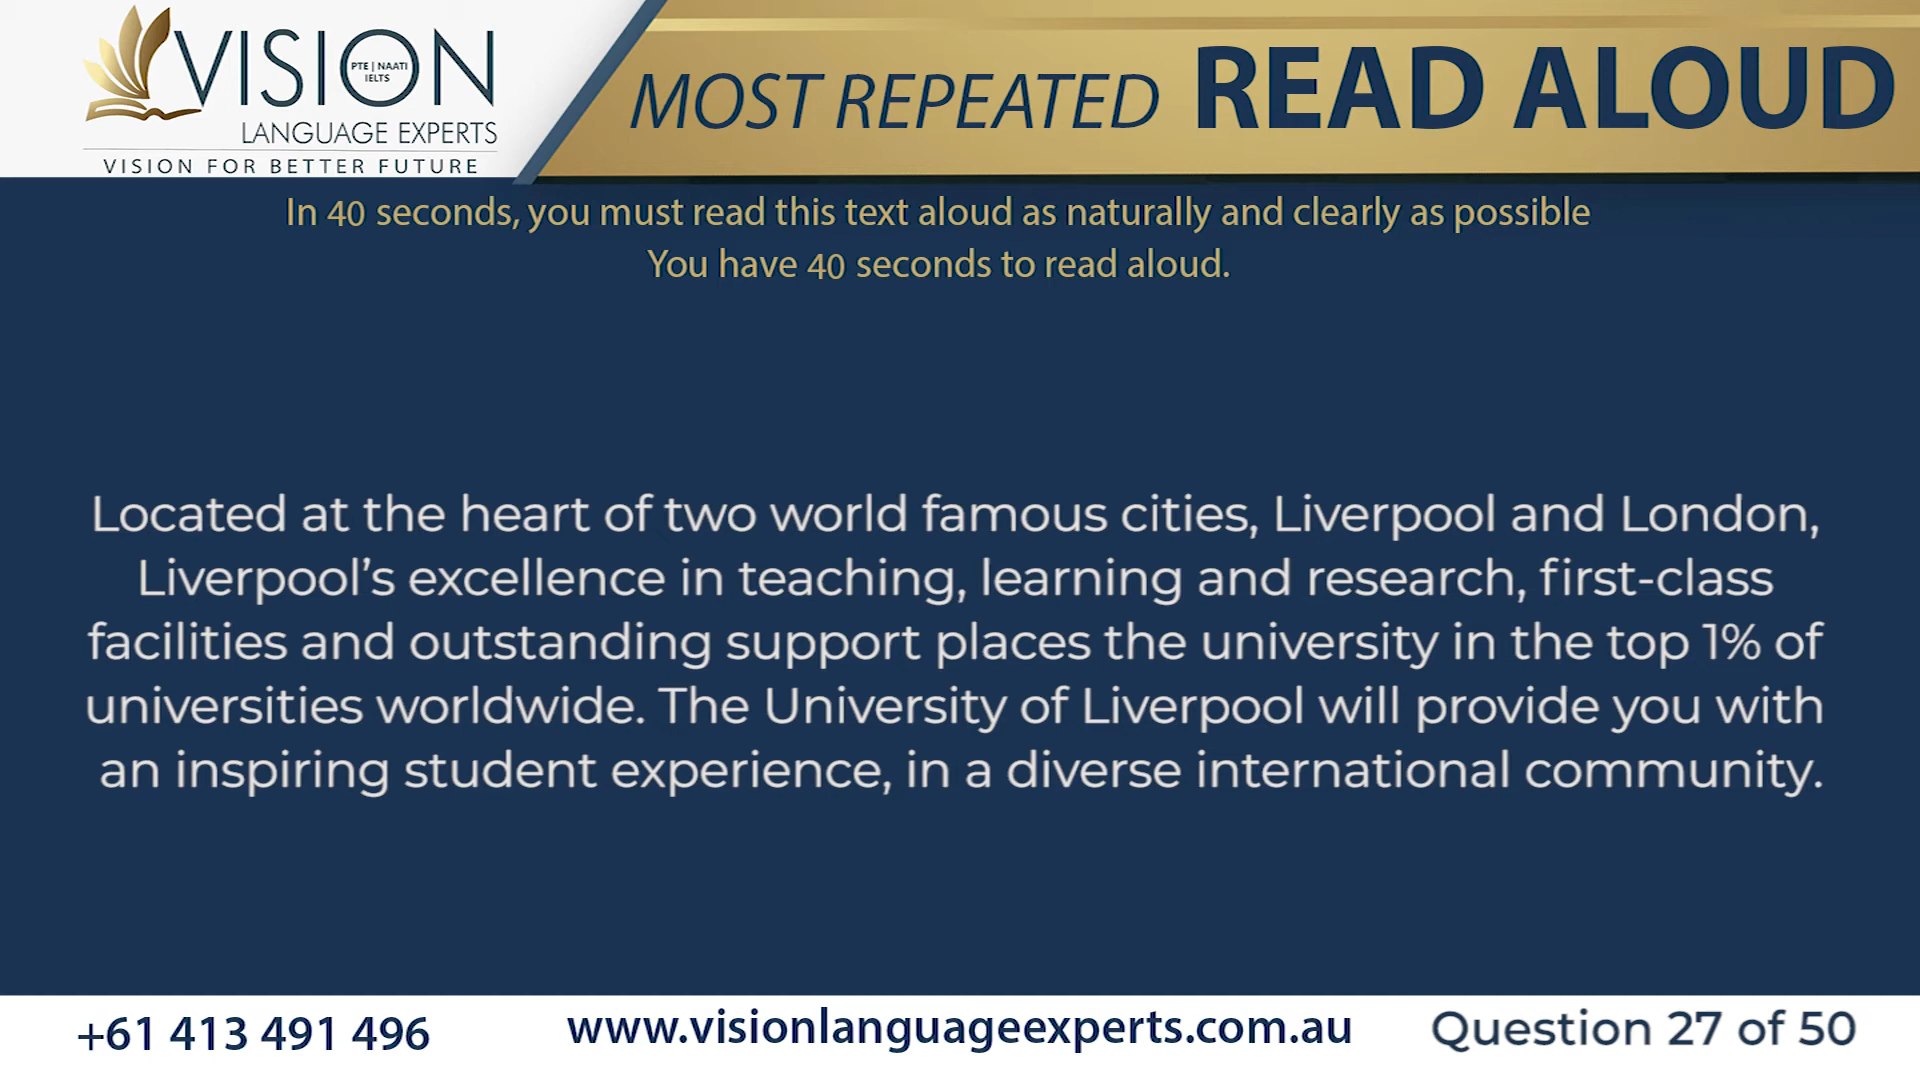 VISION
PTE | NAATI
IELTS
LANGUAGE EXPERTS
VISION FOR BETTER FUTURE
MOST REPEATED READ ALOUD
In 40 seconds, you must read this text aloud as naturally and clearly as possible
You have 40 seconds to read aloud.
Located at the heart of two world famous cities, Liverpool and London,
Liverpool’s excellence in teaching, learning and research, first-class
facilities and outstanding support places the university in the top 1% of
universities worldwide. The University of Liverpool will provide you with
an inspiring student experience, in a diverse international community.
+61 413 491 496
www.visionlanguageexperts.com.au
Question 27 of 50